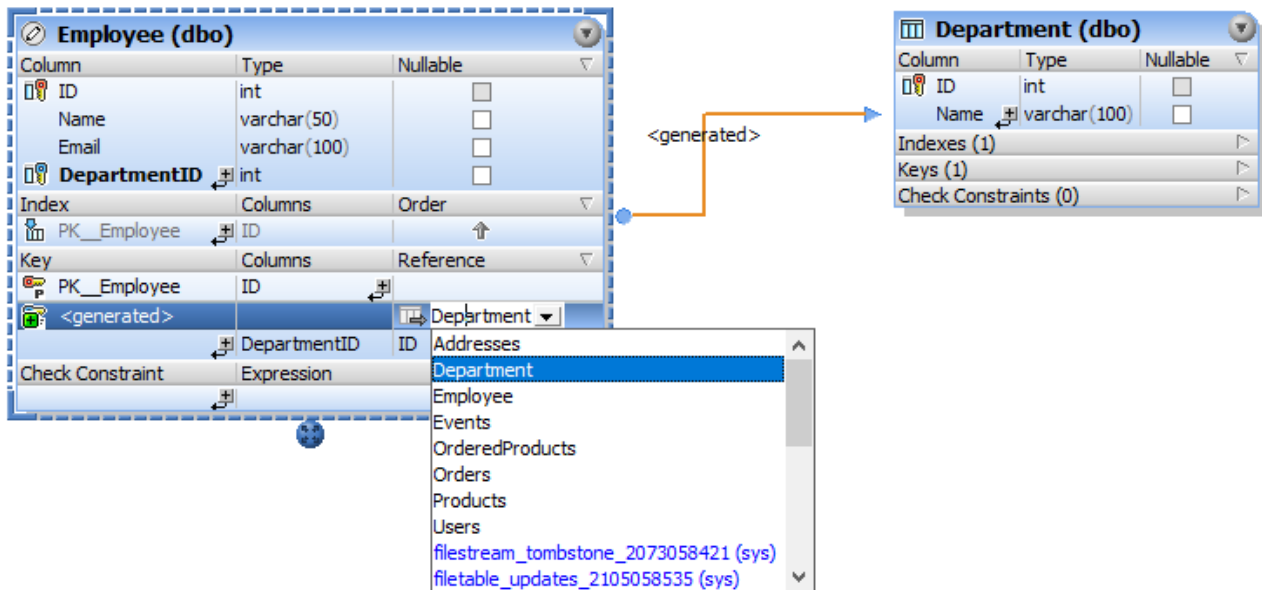 Employee (dbo)
Column Type Nullable
ID int
Name varchar(50)
Email varchar(100)
DepartmentID int
Index Columns Order
PK__Employee ID
Key Columns Reference
PK__Employee ID
<generated> Department
DepartmentID ID
Check Constraint Expression
Addresses
Department
Employee
Events
OrderedProducts
Orders
Products
Users
filestream_tombstone_2073058421 (sys)
filetable_updates_2105058535 (sys)
<generated>
Department (dbo)
Column Type Nullable
ID int
Name varchar(100)
Indexes (1)
Keys (1)
Check Constraints (0)